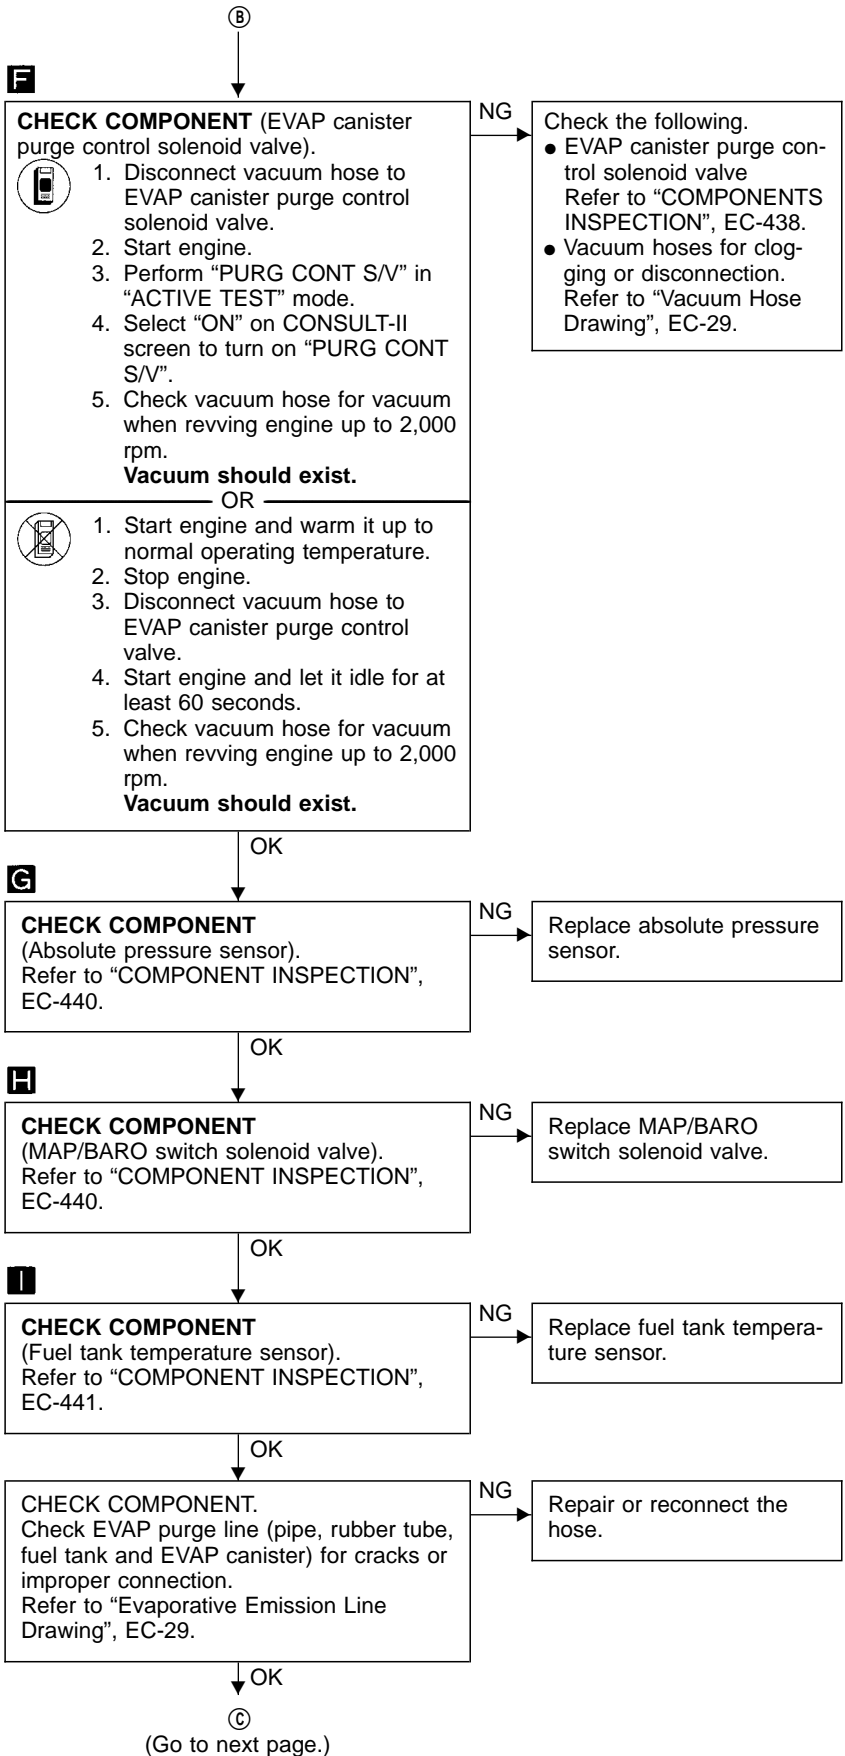 Ⓑ
F
CHECK COMPONENT (EVAP canister
purge control solenoid valve).
1. Disconnect vacuum hose to
EVAP canister purge control
solenoid valve.
2. Start engine.
3. Perform “PURG CONT S/V” in
“ACTIVE TEST” mode.
4. Select “ON” on CONSULT-II
screen to turn on “PURG CONT
S/V”.
5. Check vacuum hose for vacuum
when revving engine up to 2,000
rpm.
Vacuum should exist.
OR
1. Start engine and warm it up to
normal operating temperature.
2. Stop engine.
3. Disconnect vacuum hose to
EVAP canister purge control
valve.
4. Start engine and let it idle for at
least 60 seconds.
5. Check vacuum hose for vacuum
when revving engine up to 2,000
rpm.
Vacuum should exist.
NG
Check the following.
● EVAP canister purge con-
trol solenoid valve
Refer to “COMPONENTS
INSPECTION”, EC-438.
● Vacuum hoses for clog-
ging or disconnection.
Refer to “Vacuum Hose
Drawing”, EC-29.
OK
G
CHECK COMPONENT
(Absolute pressure sensor).
Refer to “COMPONENT INSPECTION”,
EC-440.
NG
Replace absolute pressure
sensor.
OK
H
CHECK COMPONENT
(MAP/BARO switch solenoid valve).
Refer to “COMPONENT INSPECTION”,
EC-440.
NG
Replace MAP/BARO
switch solenoid valve.
OK
I
CHECK COMPONENT
(Fuel tank temperature sensor).
Refer to “COMPONENT INSPECTION”,
EC-441.
NG
Replace fuel tank tempera-
ture sensor.
OK
CHECK COMPONENT.
Check EVAP purge line (pipe, rubber tube,
fuel tank and EVAP canister) for cracks or
improper connection.
Refer to “Evaporative Emission Line
Drawing”, EC-29.
NG
Repair or reconnect the
hose.
OK
Ⓒ
(Go to next page.)